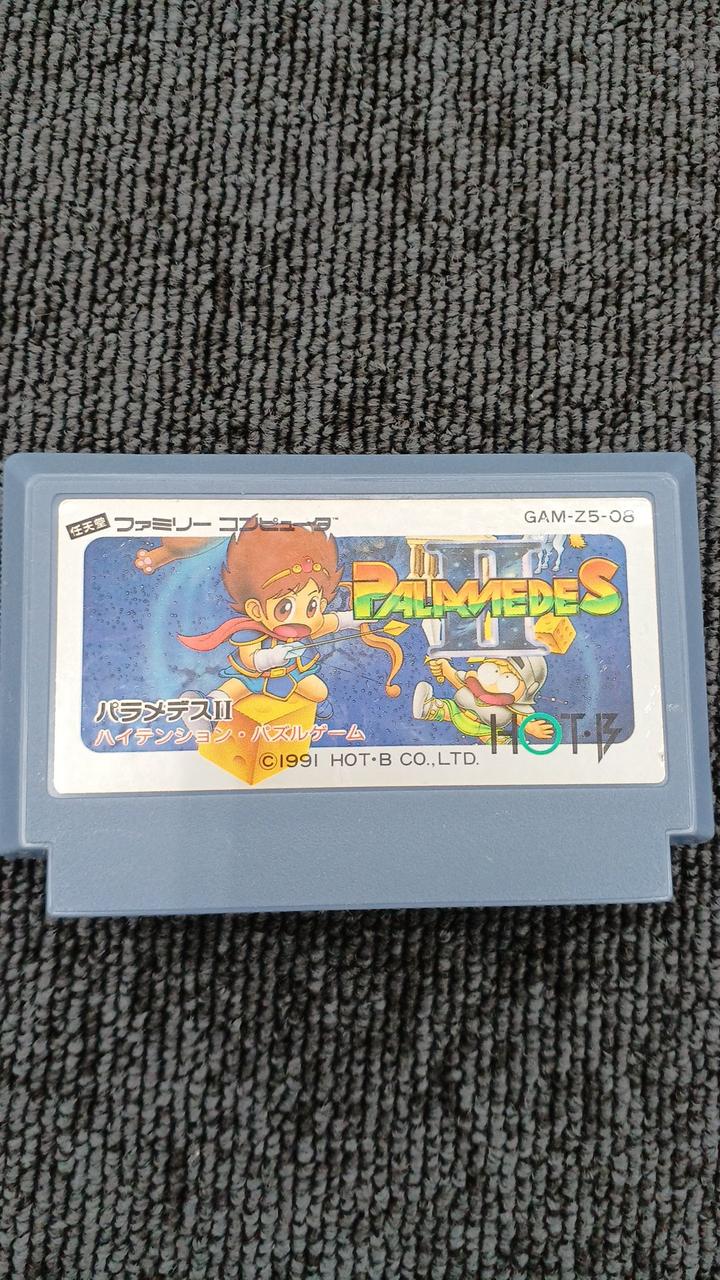 任天堂 ファミリー コンピュータ™
GAM-Z5-08
PALAMEDES
II
パラメデスII
ハイテンション・パズルゲーム
HOT・B
©1991 HOT・B CO.,LTD.